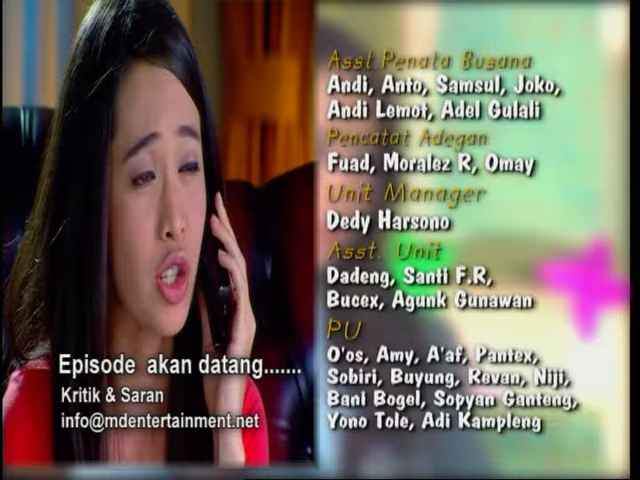 Episode akan datang.......
Kritik & Saran
info@mdentertainment.net
Asst. Penata Busana
Andi, Anto, Samsul, Joko,
Andi Lemot, Adel Gulali
Pencatat Adegan
Fuad, Moralez R, Omay
Unit Manager
Dedy Harsono
Asst. Unit
Dadeng, Santi F.R,
Bucex, Agunk Gunawan
PU
O'os, Amy, A'af, Pantex,
Sobiri, Buyung, Revan, Niji,
Bani Bogel, Sopyan Ganteng,
Yono Tole, Adi Kampleng